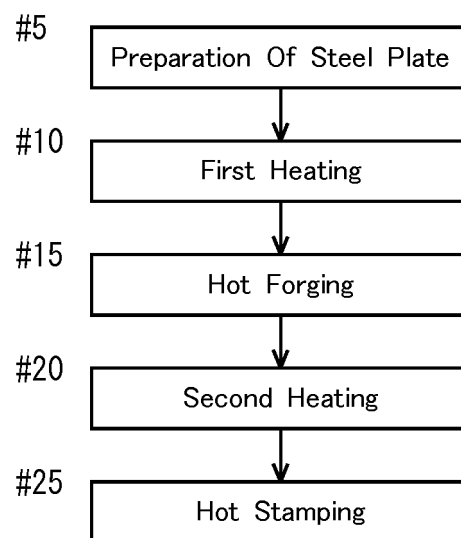 #5
Preparation Of Steel Plate
#10
First Heating
#15
Hot Forging
#20
Second Heating
#25
Hot Stamping